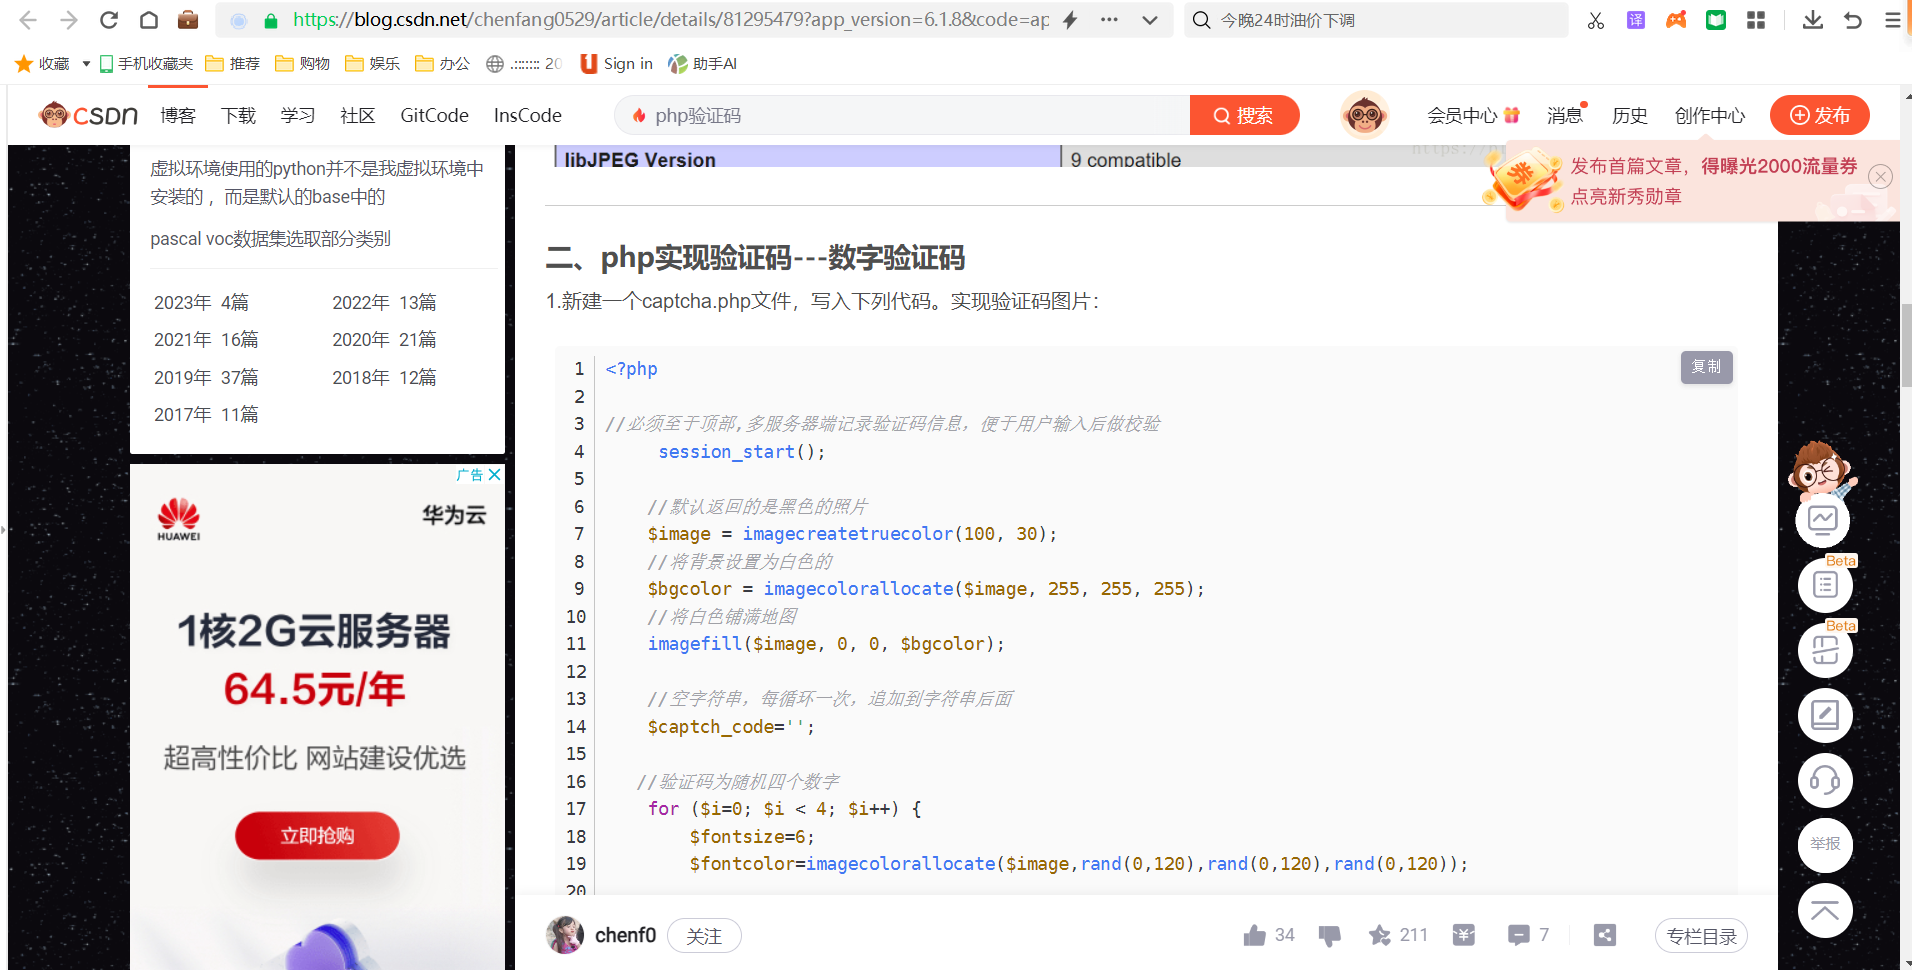 https://blog.csdn.net/chenfang0529/article/details/81295479?app_version=6.1.8&code=ap
今晚24时油价下调
译
收藏
手机收藏夹
推荐
购物
娱乐
办公
.::::::: 20
Sign in
助手AI
CSDN
博客
下载
学习
社区
GitCode
InsCode
php验证码
搜索
会员中心
消息
历史
创作中心
发布
虚拟环境使用的python并不是我虚拟环境中
安装的 ，而是默认的base中的
pascal voc数据集选取部分类别
2023年 4篇
2022年 13篇
2021年 16篇
2020年 21篇
2019年 37篇
2018年 12篇
2017年 11篇
广告
HUAWEI
华为云
1核2G云服务器
64.5元/年
超高性价比 网站建设优选
立即抢购
libJPEG Version
9 compatible
券
发布首篇文章，得曝光2000流量券
点亮新秀勋章
二、php实现验证码---数字验证码
1.新建一个captcha.php文件，写入下列代码。实现验证码图片：
复制
1 <?php
2
3 //必须至于顶部,多服务器端记录验证码信息，便于用户输入后做校验
4 session_start();
5
6 //默认返回的是黑色的照片
7 $image = imagecreatetruecolor(100, 30);
8 //将背景设置为白色的
9 $bgcolor = imagecolorallocate($image, 255, 255, 255);
10 //将白色铺满地图
11 imagefill($image, 0, 0, $bgcolor);
12
13 //空字符串，每循环一次，追加到字符串后面
14 $captch_code='';
15
16 //验证码为随机四个数字
17 for ($i=0; $i < 4; $i++) {
18 $fontsize=6;
19 $fontcolor=imagecolorallocate($image,rand(0,120),rand(0,120),rand(0,120));
20
Beta
Beta
举报
chenf0
关注
34
211
7
专栏目录